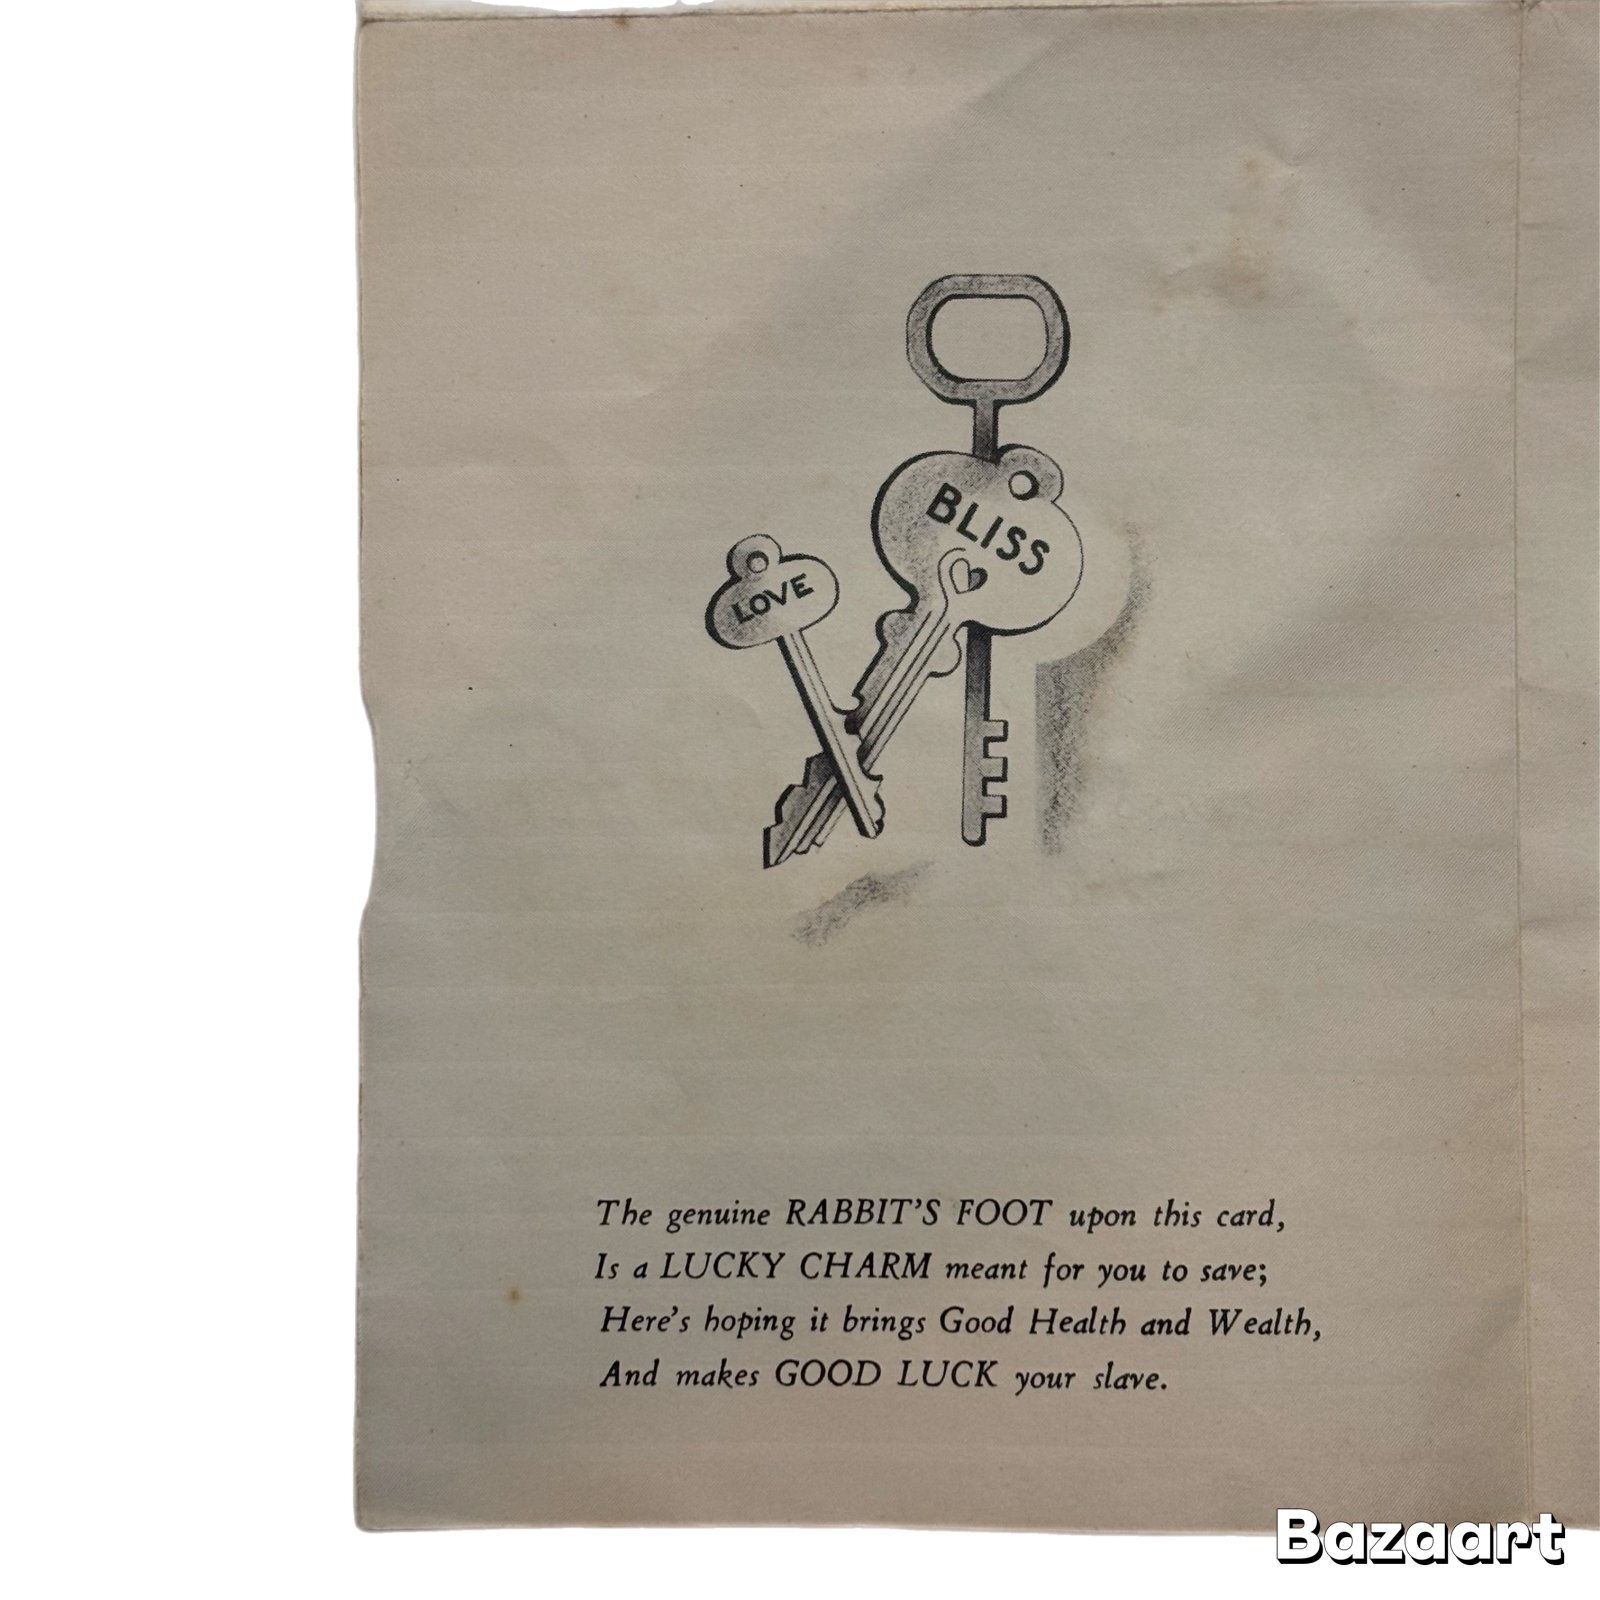 BLISS
LOVE
The genuine RABBIT'S FOOT upon this card,
Is a LUCKY CHARM meant for you to save;
Here's hoping it brings Good Health and Wealth,
And makes GOOD LUCK your slave.
Bazaart